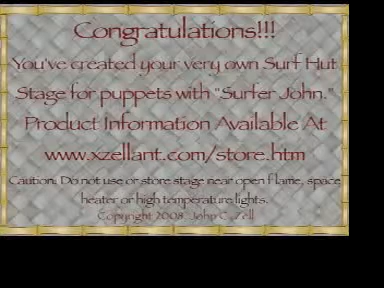 Congratulations!!!
You've created your very own Surf Hut
Stage for puppets with "Surfer John."
Product Information Available At
www.xzellant.com/store.htm
Caution: Do not use or store stage near open flame, space
heater or high temperature lights.
Copyright 2008, John C. Zell